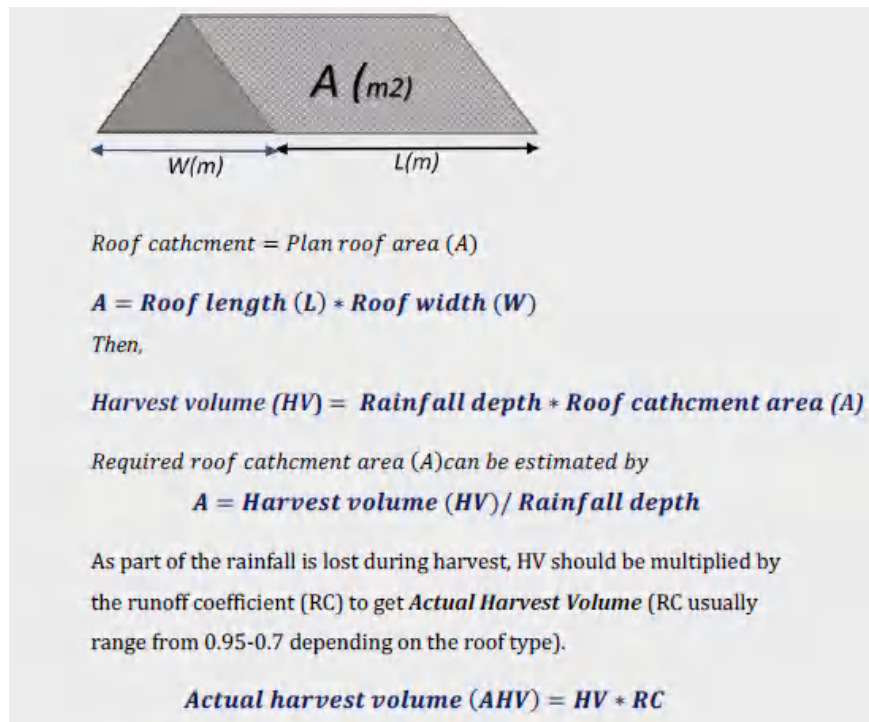 A (m2)
W(m)
L(m)
Roof cathcment = Plan roof area (A)
A = Roof length (L) * Roof width (W)
Then,
Harvest volume (HV) = Rainfall depth * Roof cathcment area (A)
Required roof cathcment area (A)can be estimated by
A = Harvest volume (HV)/ Rainfall depth
As part of the rainfall is lost during harvest, HV should be multiplied by
the runoff coefficient (RC) to get Actual Harvest Volume (RC usually
range from 0.95-0.7 depending on the roof type).
Actual harvest volume (AHV) = HV * RC